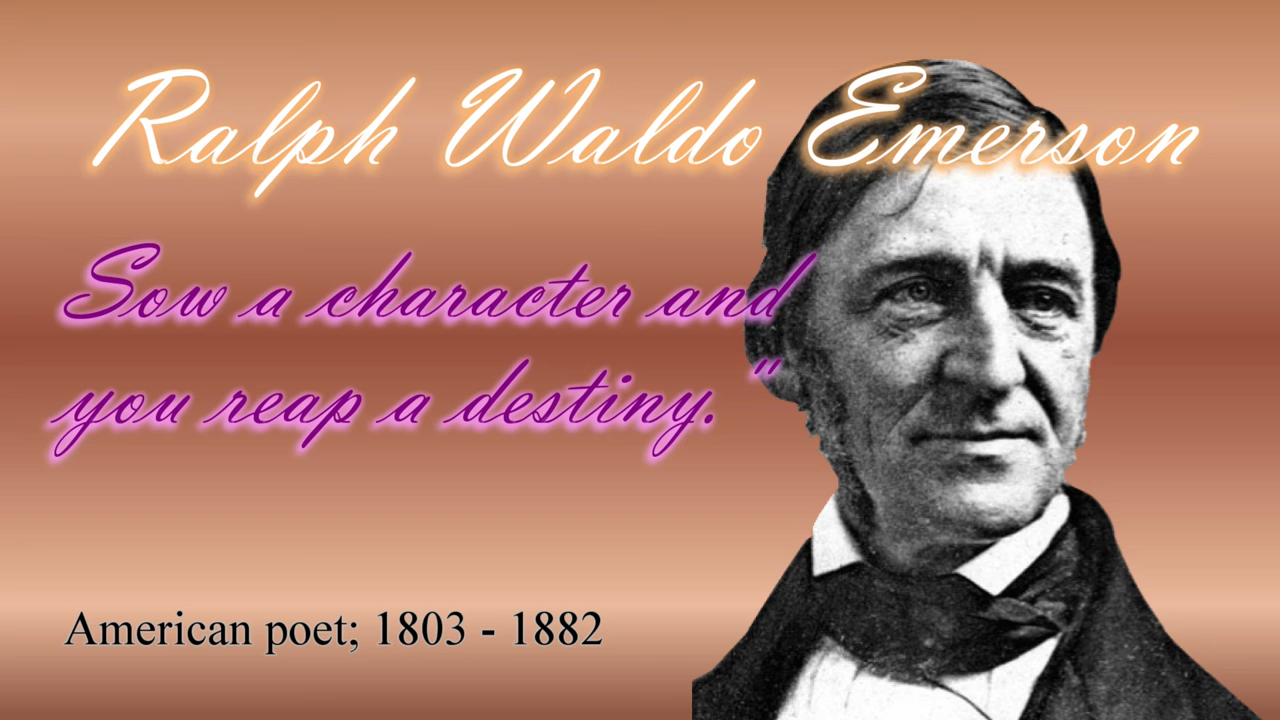 Ralph Waldo Emerson
Sow a character and
you reap a destiny."
American poet; 1803 - 1882